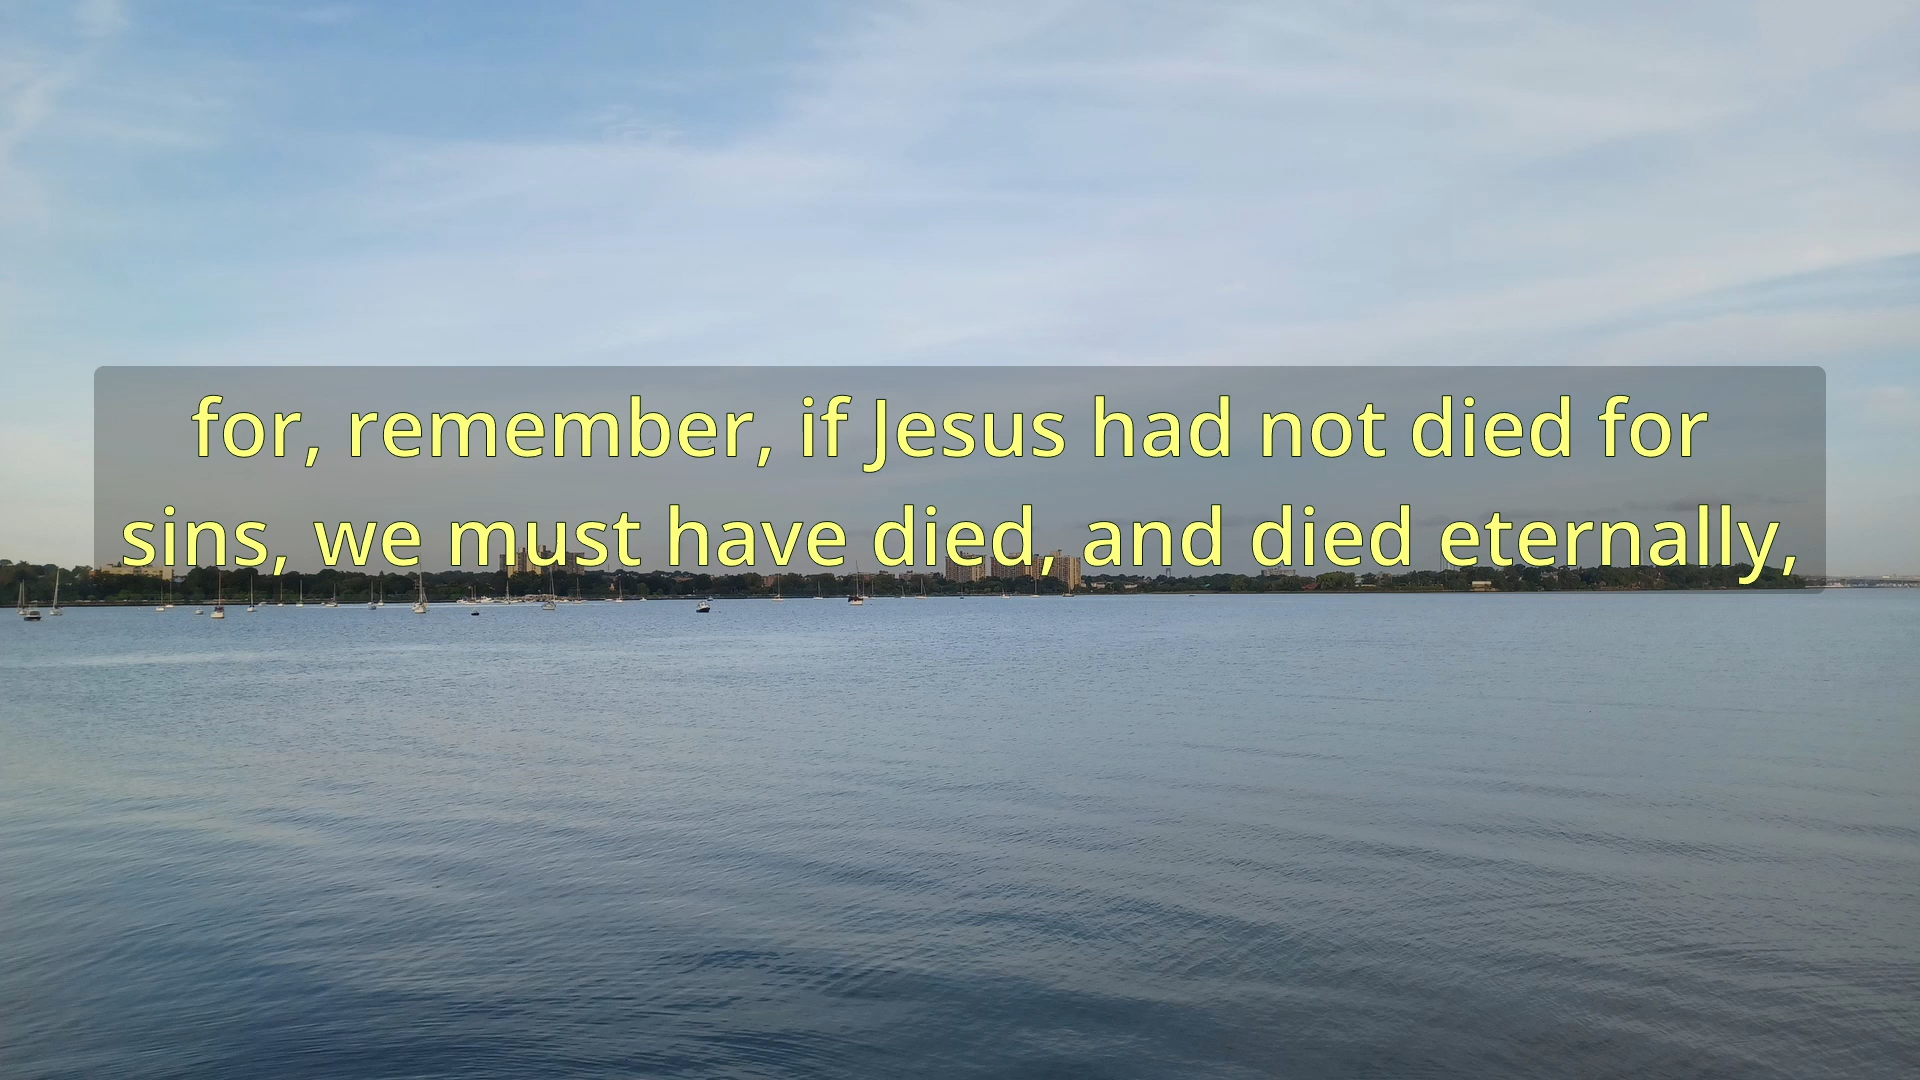 for, remember, if Jesus had not died for
sins, we must have died, and died eternally,